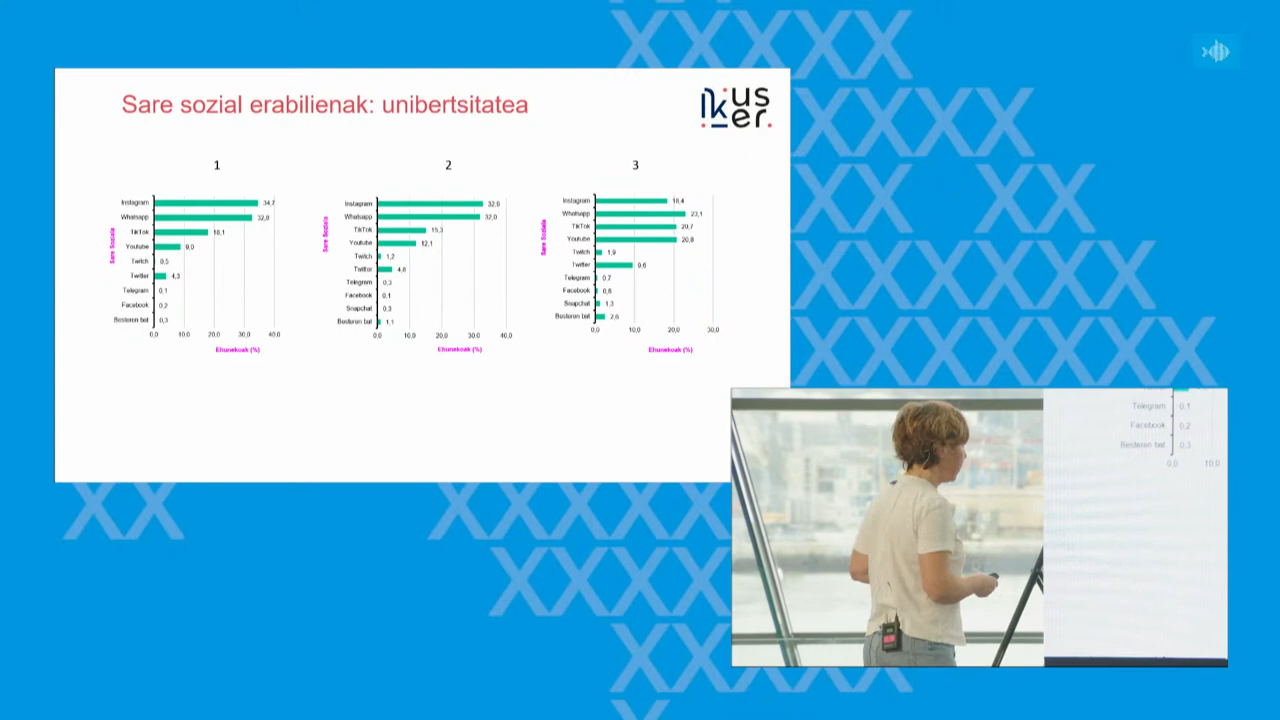 Sare sozial erabilienak: unibertsitatea
ikus
er.
1
2
3
Sare Soziala
Instagram 34,7
Whatsapp 32,8
TikTok 18,1
Youtube 9,0
Twitch 0,5
Twitter 4,3
Telegram 0,1
Facebook 0,2
Besteren bat 0,3
0,0 10,0 20,0 30,0 40,0
Ehunekoak (%)
Sare Soziala
Instagram 32,9
Whatsapp 32,0
TikTok 15,3
Youtube 12,1
Twitch 1,2
Twitter 4,8
Telegram 0,3
Facebook 0,1
Snapchat 0,3
Besteren bat 1,1
0,0 10,0 20,0 30,0 40,0
Ehunekoak (%)
Sare Soziala
Instagram 18,4
Whatsapp 23,1
TikTok 20,7
Youtube 20,8
Twitch 1,9
Twitter 9,6
Telegram 0,7
Facebook 0,8
Snapchat 1,3
Besteren bat 2,6
0,0 10,0 20,0 30,0
Ehunekoak (%)
Telegram 0,1
Facebook 0,2
Besteren bat 0,3
0,0 10,0